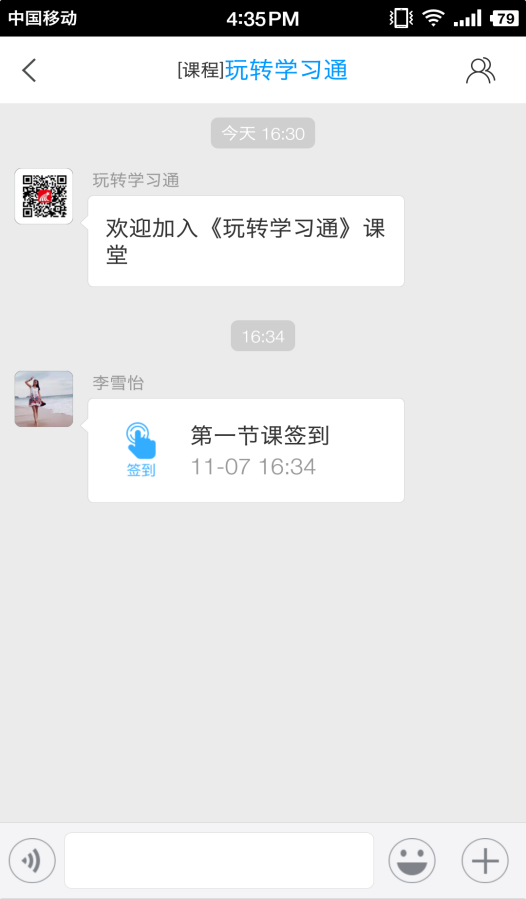 中国移动 4:35PM 79
[课程]玩转学习通
今天 16:30
玩转学习通
欢迎加入《玩转学习通》课
堂
16:34
李雪怡
第一节课签到
签到
11-07 16:34